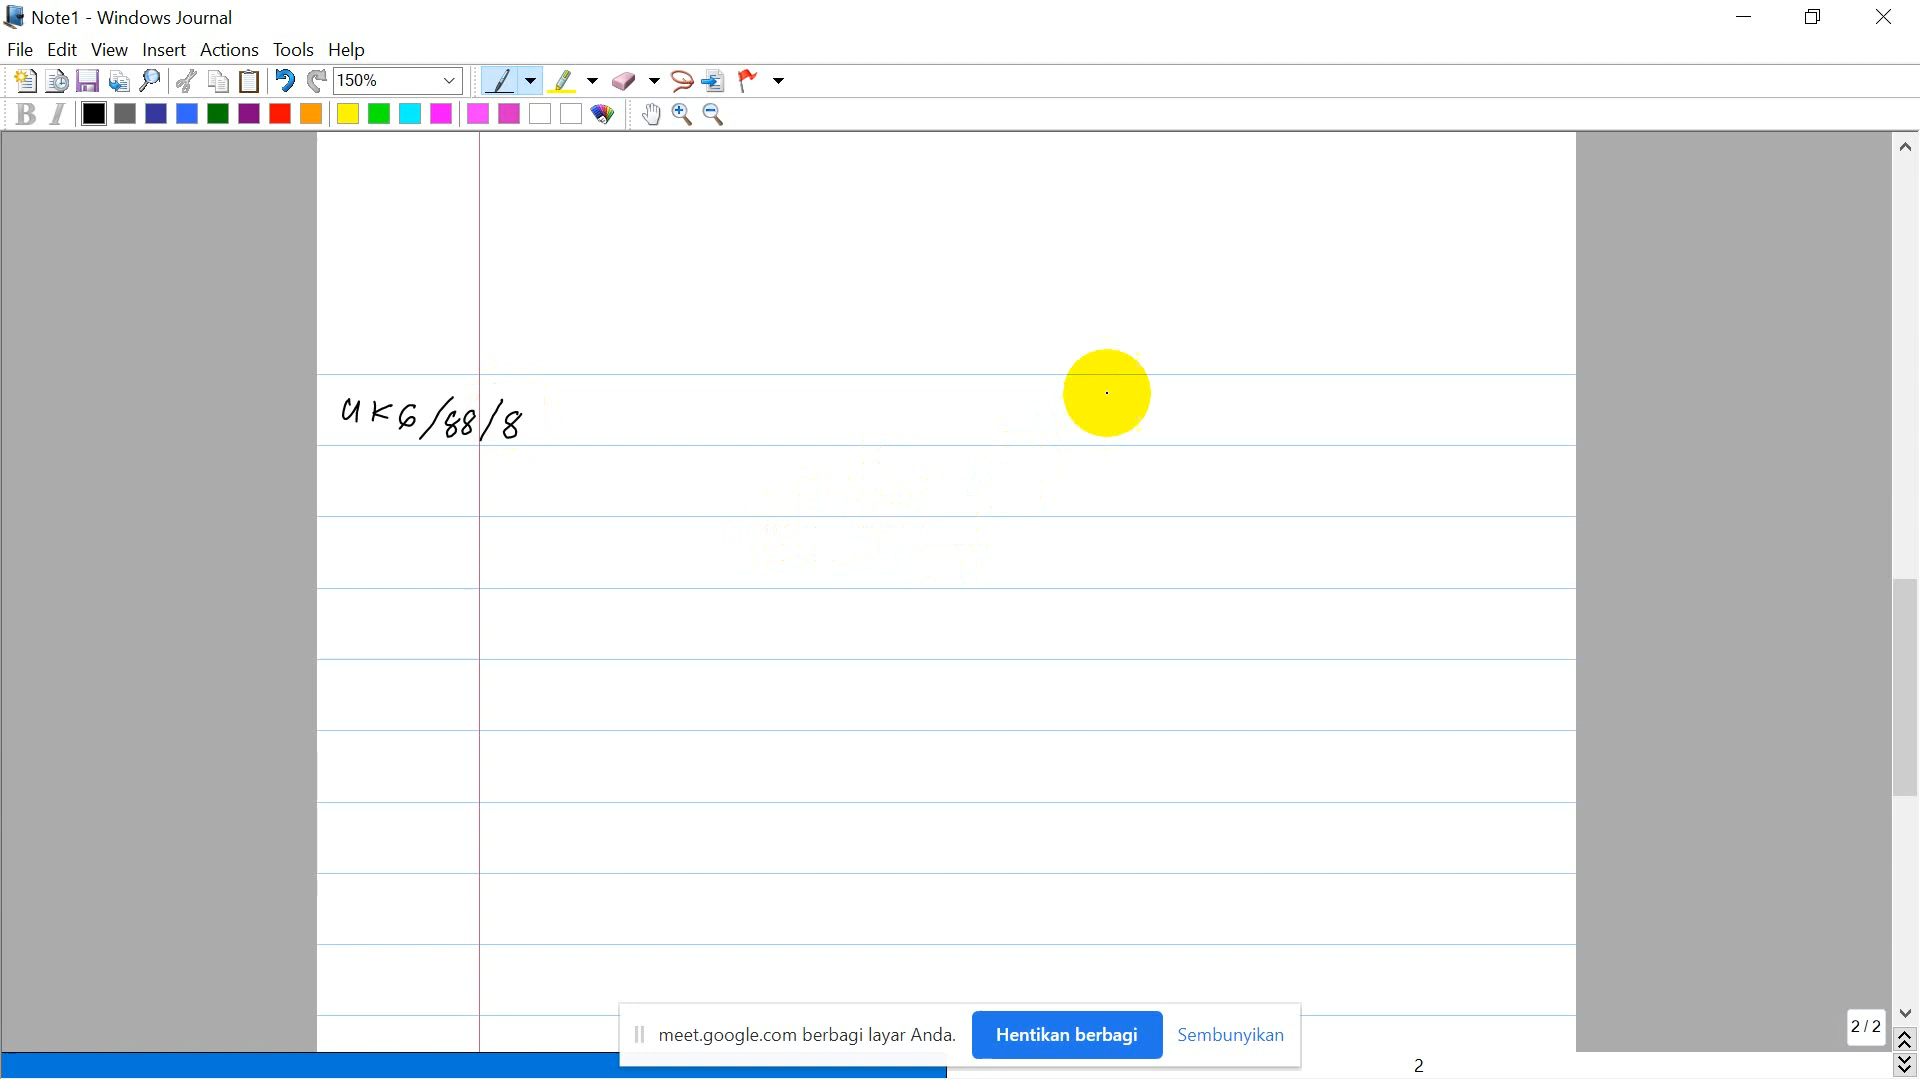 Note1 - Windows Journal
File Edit View Insert Actions Tools Help
150%
B I
UK6/88/8
2/2
meet.google.com berbagi layar Anda. Hentikan berbagi Sembunyikan
2